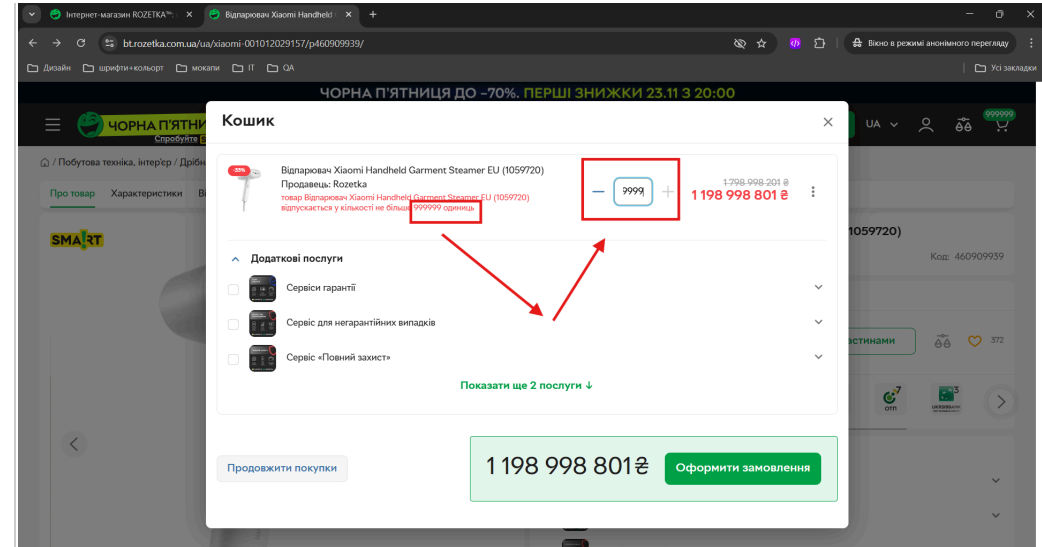 Інтернет-магазин ROZETKA™:
Відпарювач Xiaomi Handheld
bt.rozetka.com.ua/ua/xiaomi-001012029157/p460909939/
Вікно в режимі анонімного перегляду
Дизайн
шрифти+кольорт
мокапи
IT
QA
Усі закладки
ЧОРНА П'ЯТНИЦЯ ДО –70%. ПЕРШІ ЗНИЖКИ 23.11 З 20:00
ЧОРНА П'ЯТНИ
Спробуйте
UA
999999
/ Побутова техніка, інтер'єр / Дрібн
Про товар
Характеристики
Ві
SMART
Кошик
-33%
Відпарювач Xiaomi Handheld Garment Steamer EU (1059720)
Продавець: Rozetka
товар Відпарювач Xiaomi Handheld Garment Steamer EU (1059720)
відпускається у кількості не більше 999999 одиниць
9999
1 798 998 201 ₴
1 198 998 801 ₴
Додаткові послуги
Сервіси гарантії
Сервіс для негарантійних випадків
Сервіс «Повний захист»
Показати ще 2 послуги ↓
Продовжити покупки
1 198 998 801 ₴
Оформити замовлення
1059720)
Код: 460909939
астинами
372
7
отп
3
UKRSIBBANK